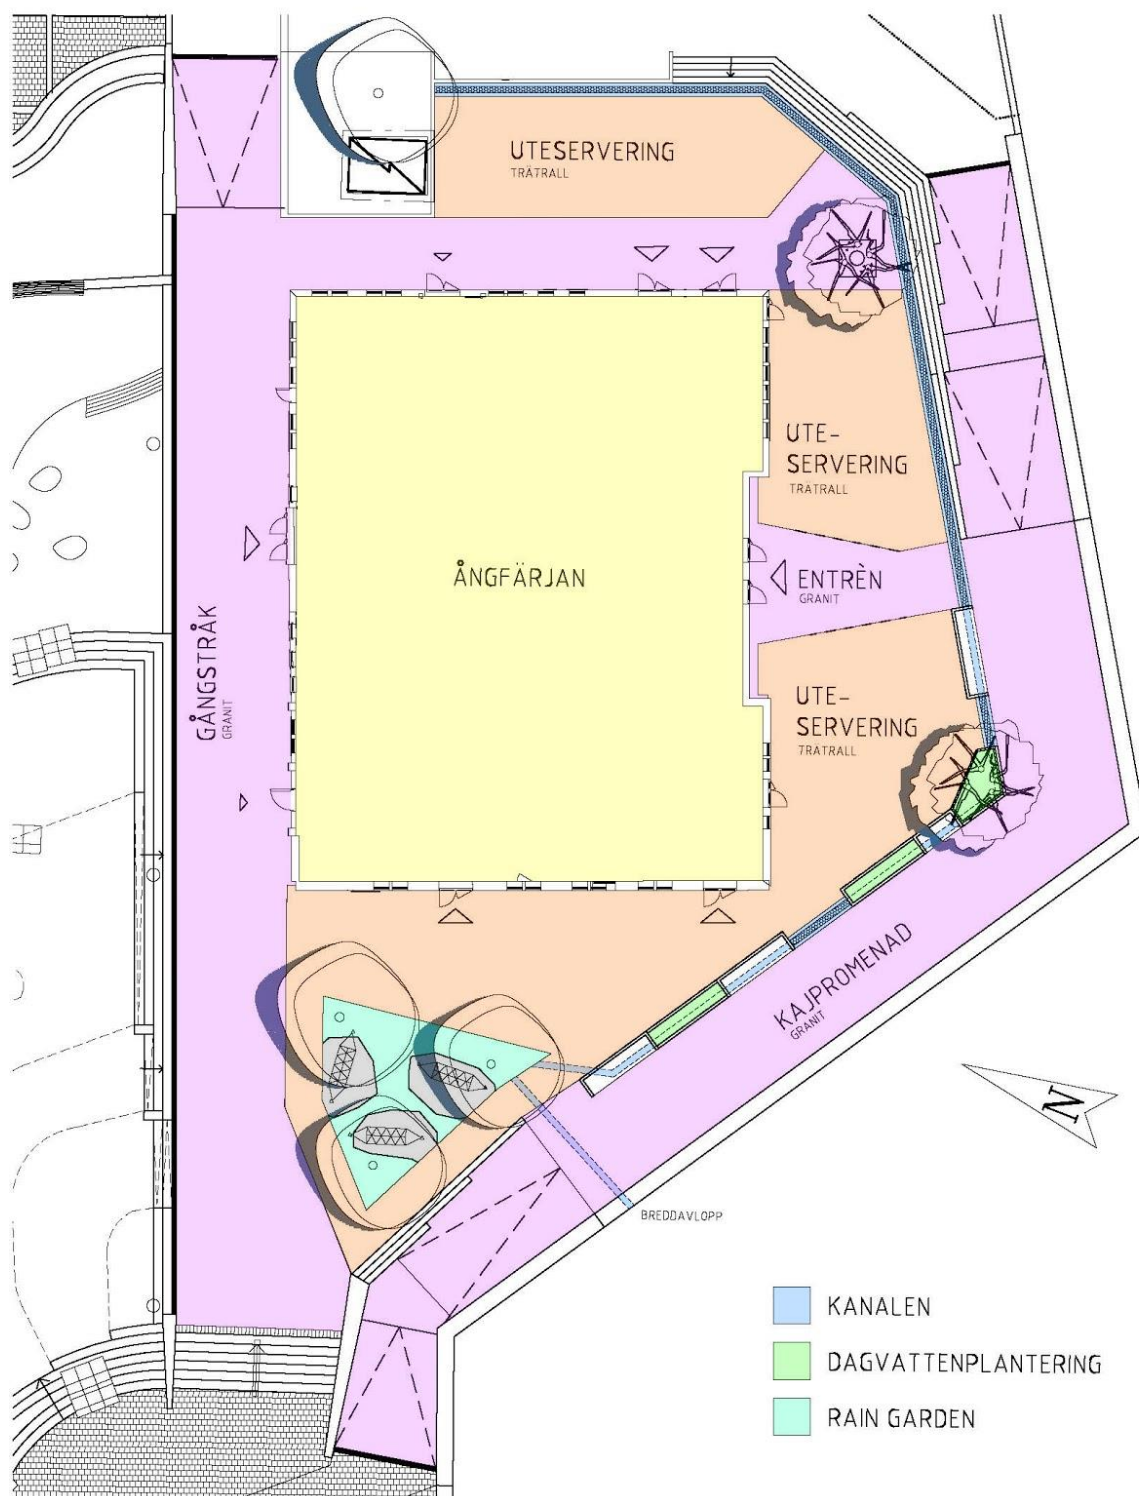 UTESERVERING
TRÄTRALL
UTE-
SERVERING
TRÄTRALL
ÅNGFÄRJAN
ENTRÈN
GRANIT
GÅNGSTRÅK
GRANIT
UTE-
SERVERING
TRÄTRALL
KAJPROMENAD
GRANIT
N
BREDDAVLOPP
KANALEN
DAGVATTENPLANTERING
RAIN GARDEN